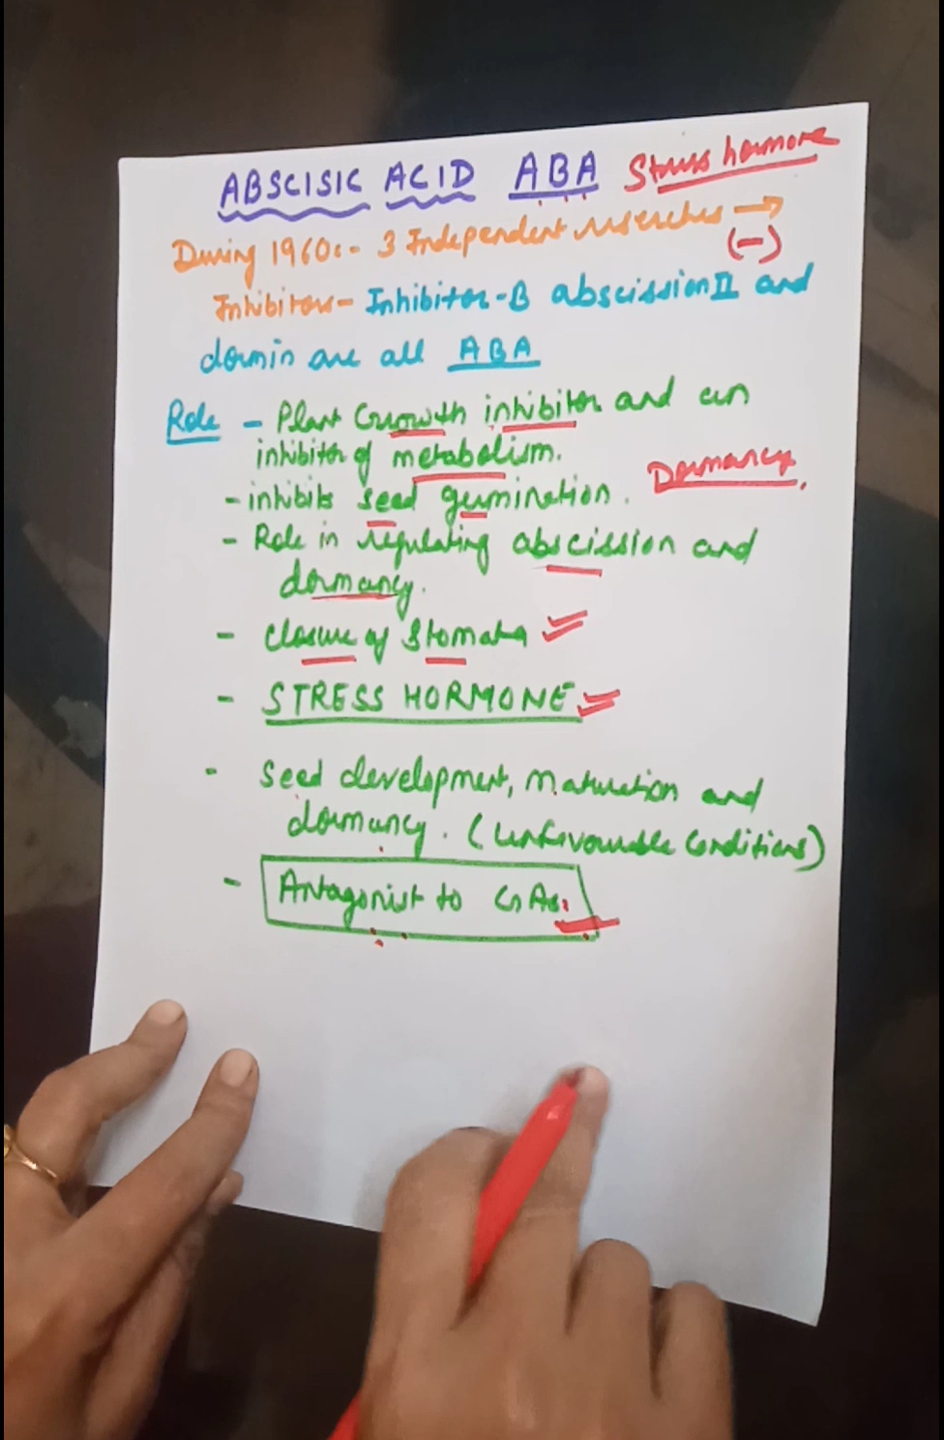 ABSCISIC ACID ABA Stress hormone
During 1960s - 3 Independent reserches →
(-)
Inhibitors - Inhibitor-B abscission II and
dormin are all ABA
Role - Plant Growth inhibitor and an
inhibitor of metabolism.
- inhibits seed germination. Dormancy.
- Role in regulating abscission and
dormancy.
- Closure of Stomata
- STRESS HORMONE
- Seed development, maturation and
dormancy. (Unfavourable Conditions)
- Antagonist to GAs.